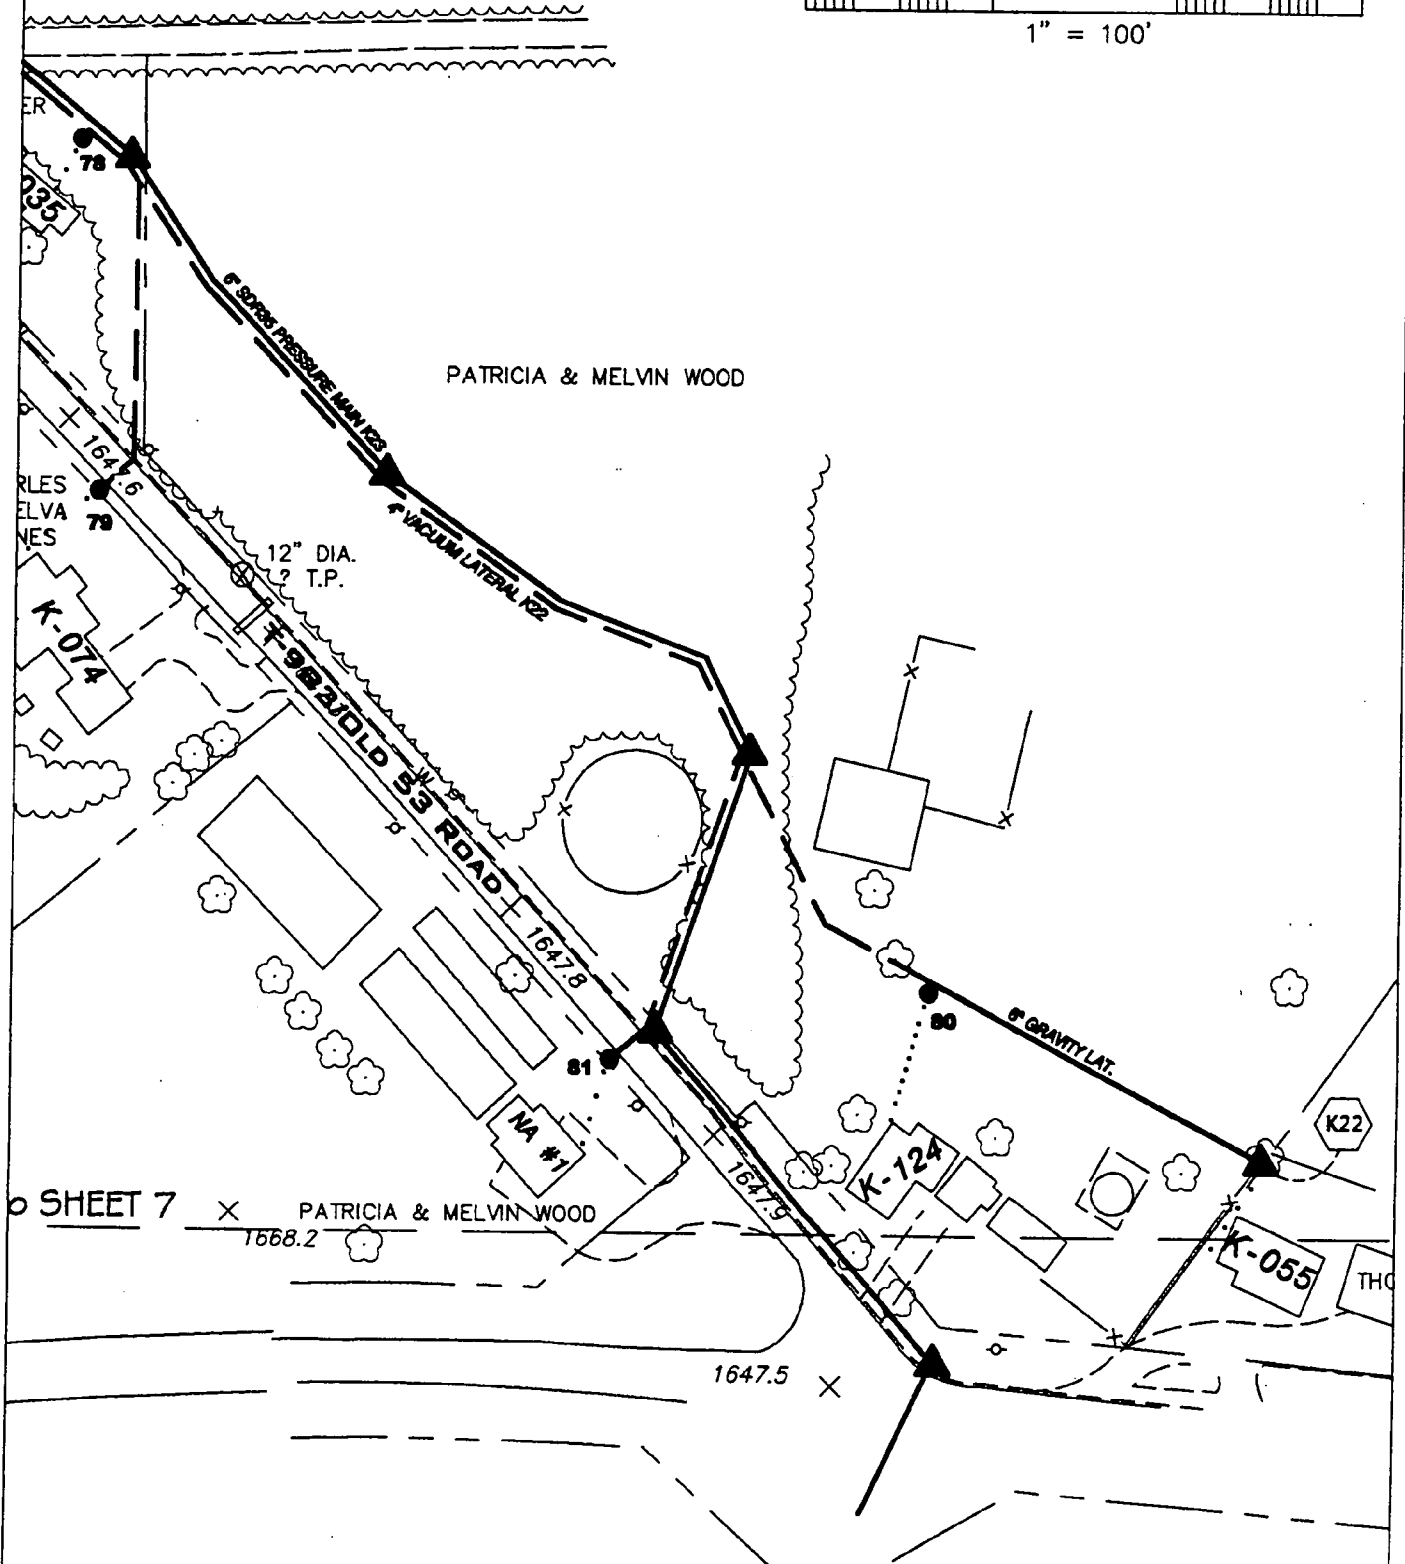 1" = 100'
ER
78
035
6" SDR35 PRESSURE MAIN K23
PATRICIA & MELVIN WOOD
1647.6
RLES
ELVA
NES
79
4" VACUUM LATERAL K22
12" DIA.
? T.P.
K-074
OLD 53 ROAD
W
1647.8
80
6" GRAVITY LAT.
81
NA #1
K22
K-124
1647.9
o SHEET 7
PATRICIA & MELVIN WOOD
1668.2
K-055
THO
1647.5